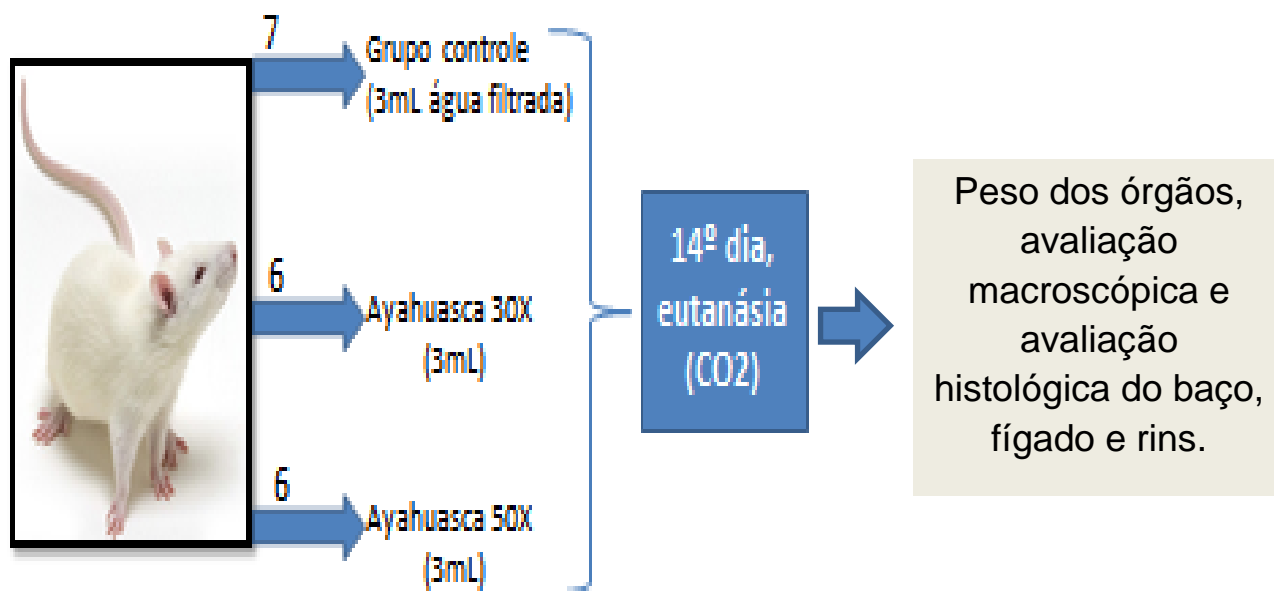 7
Grupo controle
(3mL água filtrada)
6
Ayahuasca 30X
(3mL)
6
Ayahuasca 50X
(3mL)
14º dia,
eutanásia
(CO2)
Peso dos órgãos,
avaliação
macroscópica e
avaliação
histológica do baço,
fígado e rins.